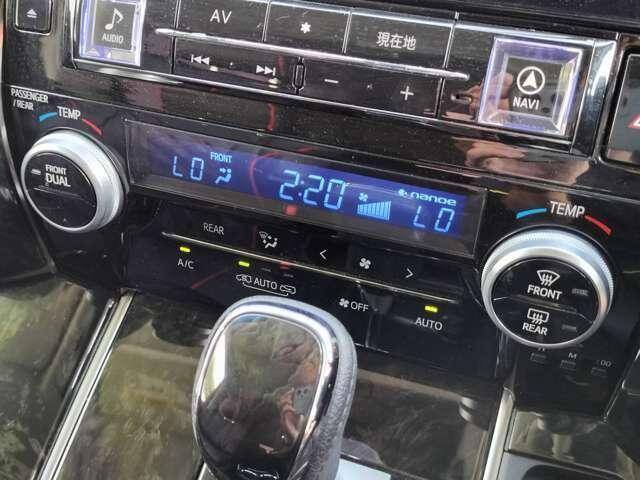 AV
現在地
AUDIO
NAVI
PASSENGER
/REAR
TEMP
FRONT
DUAL
LO
FRONT
2:20
nanoe
LO
TEMP
REAR
A/C
AUTO
OFF
AUTO
FRONT
REAR
H M :00